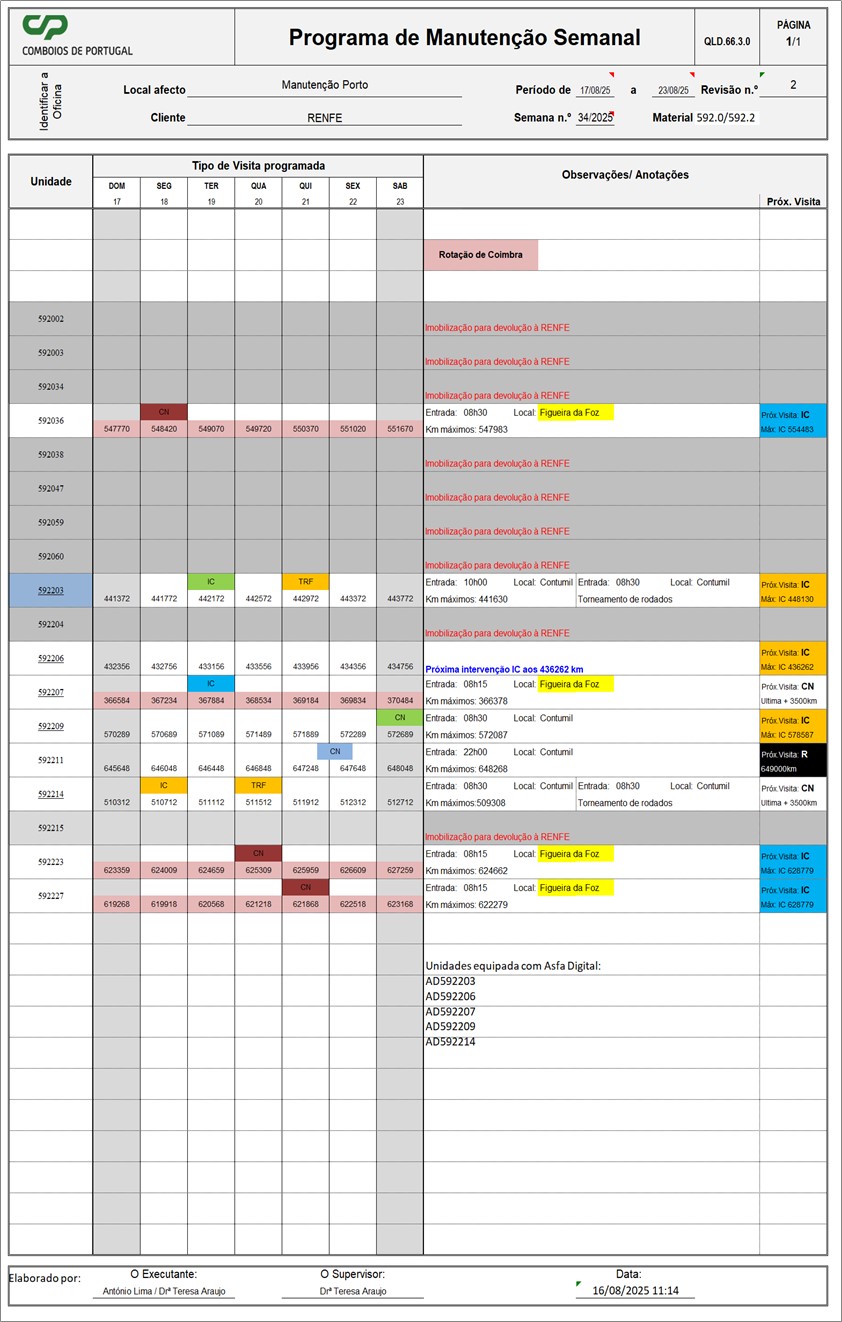 CP
COMBOIOS DE PORTUGAL
Programa de Manutenção Semanal
QLD.66.3.0
PÁGINA
1/1
Identificar a Oficina
Local afecto Manutenção Porto
Período de 17/08/25 a 23/08/25 Revisão n.º 2
Cliente RENFE
Semana n.º 34/2025 Material 592.0/592.2
Unidade
Tipo de Visita programada
Observações/ Anotações
Próx. Visita
DOM SEG TER QUA QUI SEX SAB
17 18 19 20 21 22 23
Rotação de Coimbra
592002 Imobilização para devolução à RENFE
592003 Imobilização para devolução à RENFE
592034 Imobilização para devolução à RENFE
592036 CN Entrada: 08h30 Local: Figueira da Foz Próx.Visita: IC
547770 548420 549070 549720 550370 551020 551670 Km máximos: 547983 Máx: IC 554483
592038 Imobilização para devolução à RENFE
592047 Imobilização para devolução à RENFE
592059 Imobilização para devolução à RENFE
592060 Imobilização para devolução à RENFE
592203 IC TRF Entrada: 10h00 Local: Contumil Entrada: 08h30 Local: Contumil Próx.Visita: IC
441372 441772 442172 442572 442972 443372 443772 Km máximos: 441630 Torneamento de rodados Máx: IC 448130
592204 Imobilização para devolução à RENFE
592206 Próx.Visita: IC
432356 432756 433156 433556 433956 434356 434756 Próxima intervenção IC aos 436262 km Máx: IC 436262
592207 IC Entrada: 08h15 Local: Figueira da Foz Próx.Visita: CN
366584 367234 367884 368534 369184 369834 370484 Km máximos: 366378 Ultima + 3500km
592209 CN Entrada: 08h30 Local: Contumil Próx.Visita: IC
570289 570689 571089 571489 571889 572289 572689 Km máximos: 572087 Máx: IC 578587
592211 CN Entrada: 22h00 Local: Contumil Próx.Visita: R
645648 646048 646448 646848 647248 647648 648048 Km máximos: 648268 649000km
592214 IC TRF Entrada: 08h30 Local: Contumil Entrada: 08h30 Local: Contumil Próx.Visita: CN
510312 510712 511112 511512 511912 512312 512712 Km máximos:509308 Torneamento de rodados Ultima + 3500km
592215 Imobilização para devolução à RENFE
592223 CN Entrada: 08h15 Local: Figueira da Foz Próx.Visita: IC
623359 624009 624659 625309 625959 626609 627259 Km máximos: 624662 Máx: IC 628779
592227 CN Entrada: 08h15 Local: Figueira da Foz Próx.Visita: IC
619268 619918 620568 621218 621868 622518 623168 Km máximos: 622279 Máx: IC 628779
Unidades equipada com Asfa Digital:
AD592203
AD592206
AD592207
AD592209
AD592214
Elaborado por:
O Executante: O Supervisor: Data:
António Lima / Drª Teresa Araujo Drª Teresa Araujo 16/08/2025 11:14